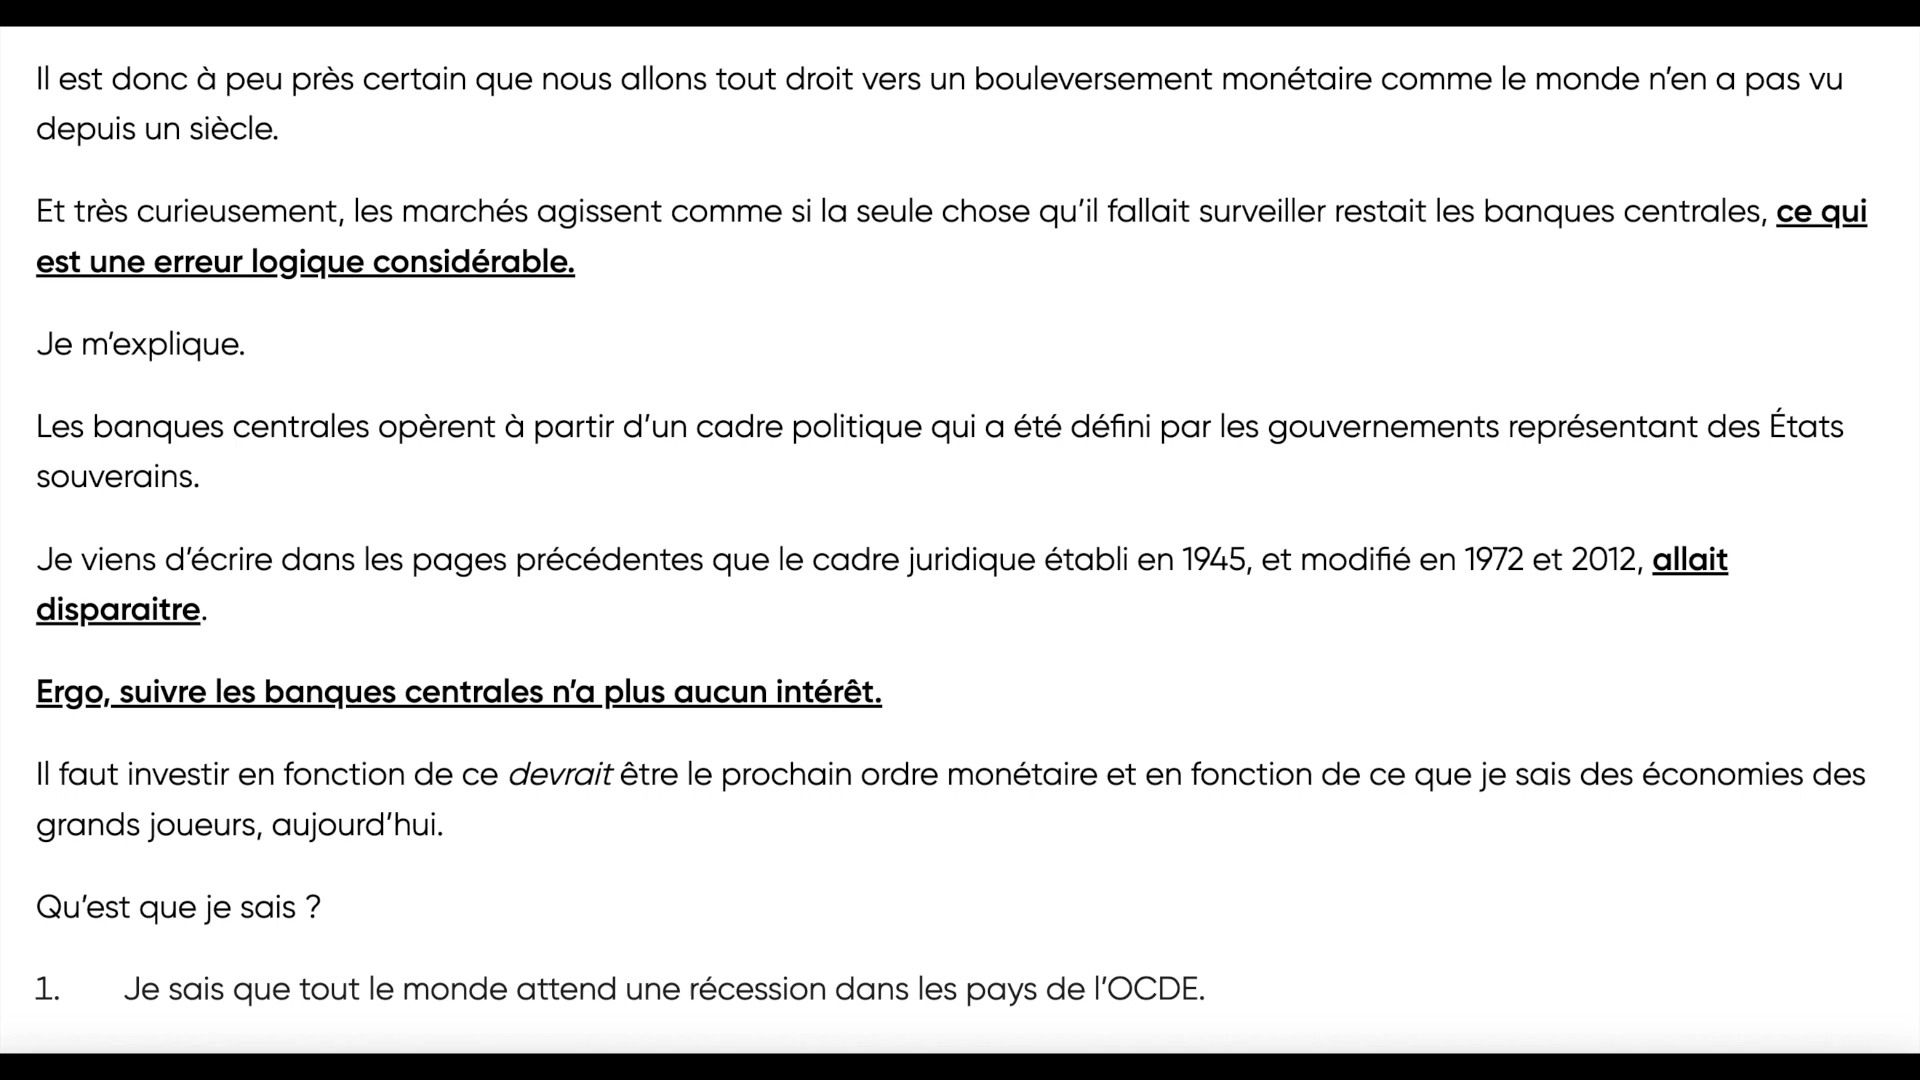 Il est donc à peu près certain que nous allons tout droit vers un bouleversement monétaire comme le monde n’en a pas vu
depuis un siècle.
Et très curieusement, les marchés agissent comme si la seule chose qu’il fallait surveiller restait les banques centrales, ce qui
est une erreur logique considérable.
Je m’explique.
Les banques centrales opèrent à partir d’un cadre politique qui a été défini par les gouvernements représentant des États
souverains.
Je viens d’écrire dans les pages précédentes que le cadre juridique établi en 1945, et modifié en 1972 et 2012, allait
disparaitre.
Ergo, suivre les banques centrales n’a plus aucun intérêt.
Il faut investir en fonction de ce devrait être le prochain ordre monétaire et en fonction de ce que je sais des économies des
grands joueurs, aujourd’hui.
Qu’est que je sais ?
1. Je sais que tout le monde attend une récession dans les pays de l’OCDE.